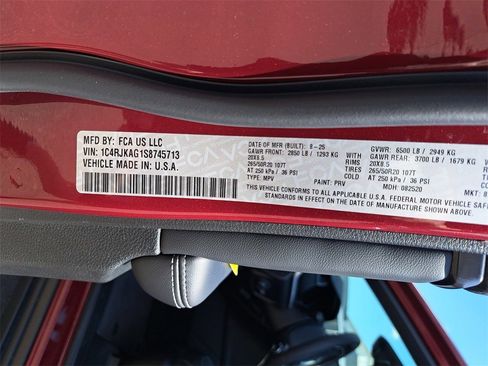 MFD BY: FCA US LLC
VIN: 1C4RJKAG1S8745713
VEHICLE MADE IN: U.S.A.
DATE OF MFR (BUILT): 8-25
GAWR FRONT: 2850 LB / 1293 KG
20X8.5
265/50R20 107T
AT 250 kPa / 36 PSI
TYPE: MPV PAINT: PRV
GVWR: 6500 LB / 2949 KG
GAWR REAR: 3700 LB / 1679 KG
RIMS 20X8.5
TIRES 265/50R20 107T
COLD AT 250 kPa / 36 PSI
MDH: 082520
MKT:
VEHICLE CONFORMS TO ALL APPLICABLE U.S.A. FEDERAL MOTOR VEHICLE SAFETY
STANDARDS IN EFFECT ON THE DATE OF MANUFACTURE SHOWN ABOVE.